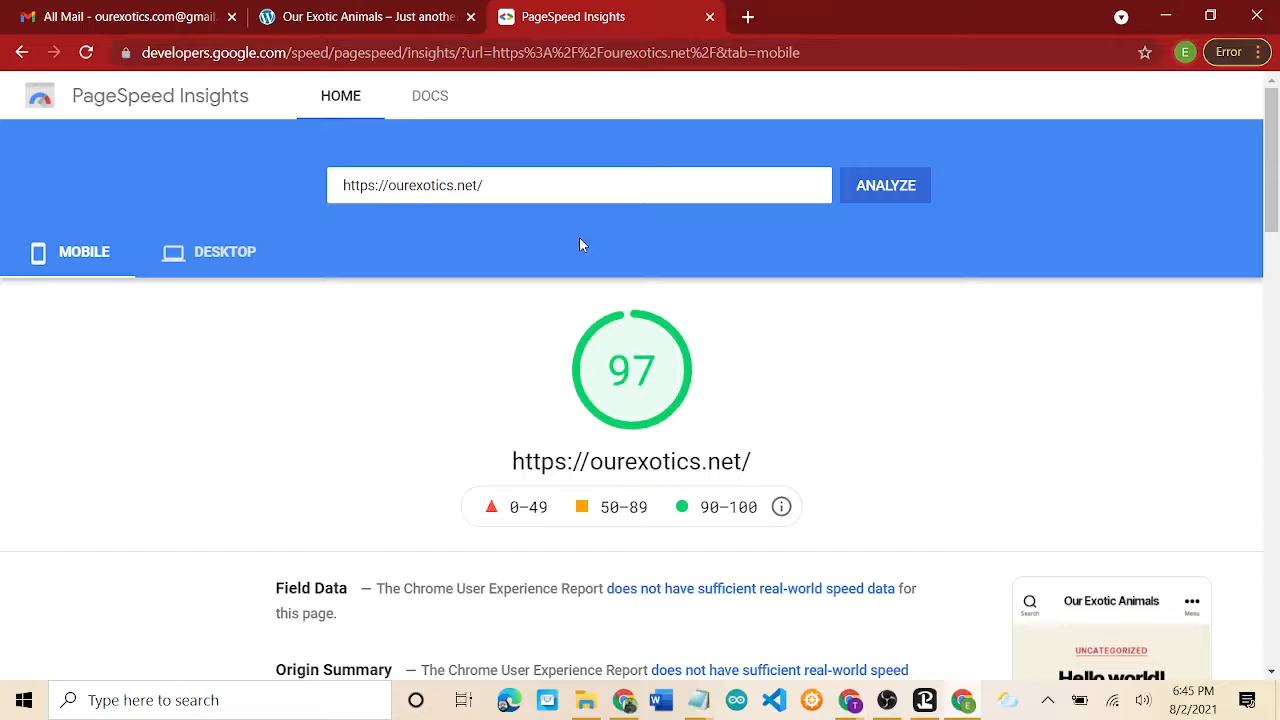 All Mail - ourexotics.com@gmail.
Our Exotic Animals – Just anothe
PageSpeed Insights
developers.google.com/speed/pagespeed/insights/?url=https%3A%2F%2Fourexotics.net%2F&tab=mobile
E
Error
PageSpeed Insights
HOME
DOCS
https://ourexotics.net/
ANALYZE
MOBILE
DESKTOP
97
https://ourexotics.net/
0–49
50–89
90–100
Field Data — The Chrome User Experience Report does not have sufficient real-world speed data for
this page.
Origin Summary — The Chrome User Experience Report does not have sufficient real-world speed
Search
Our Exotic Animals
Menu
UNCATEGORIZED
Hello world!
Type here to search
6:45 PM
8/2/2021